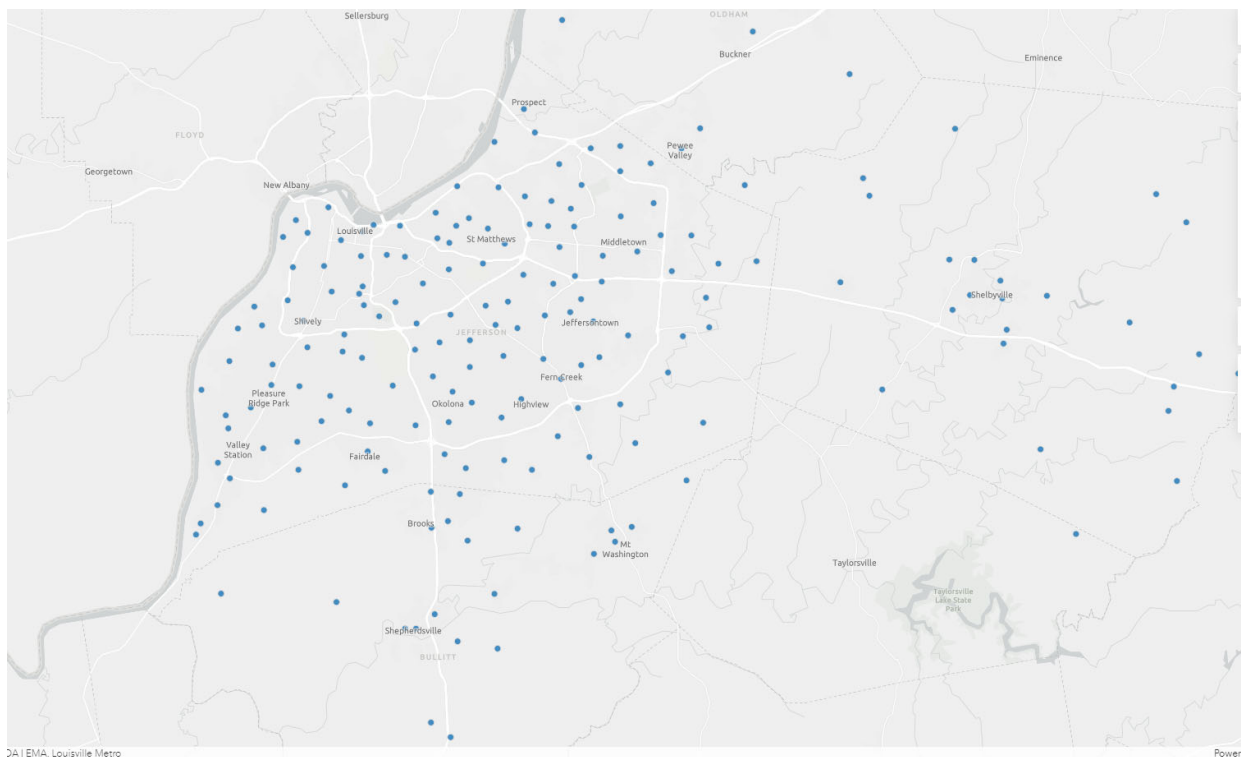 Sellersburg
OLDHAM
Buckner
Eminence
Prospect
FLOYD
Pewee
Valley
Georgetown
New Albany
Louisville
St Matthews
Middletown
Shelbyville
Shively
JEFFERSON
Jeffersontown
Fern Creek
Pleasure
Ridge Park
Okolona
Highview
Valley
Station
Fairdale
Brooks
Mt
Washington
Taylorsville
Taylorsville
Lake State
Park
Shepherdsville
BULLITT
DA | EMA, Louisville Metro
Power